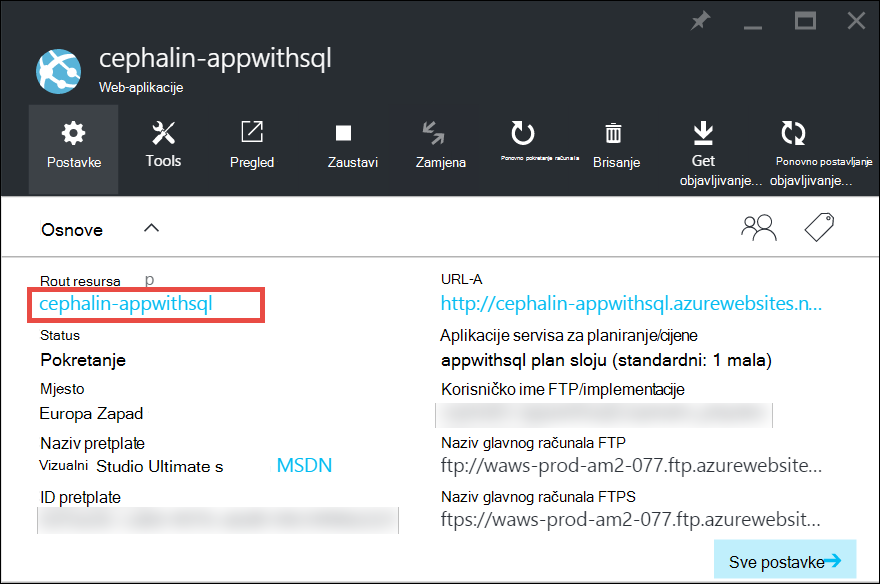 cephalin-appwithsql
Web-aplikacije
Postavke
Tools
Pregled
Zaustavi
Zamjena
Ponovno pokretanje računala
Brisanje
Get
objavljivanje...
Ponovno postavljanje
objavljivanje...
Osnove
Rout resursa p
cephalin-appwithsql
Status
Pokretanje
Mjesto
Europa Zapad
Naziv pretplate
Vizualni Studio Ultimate s MSDN
ID pretplate
URL-A
http://cephalin-appwithsql.azurewebsites.n...
Aplikacije servisa za planiranje/cijene
appwithsql plan sloju (standardni: 1 mala)
Korisničko ime FTP/implementacije
Naziv glavnog računala FTP
ftp://waws-prod-am2-077.ftp.azurewebsite...
Naziv glavnog računala FTPS
ftps://waws-prod-am2-077.ftp.azurewebsit...
Sve postavke